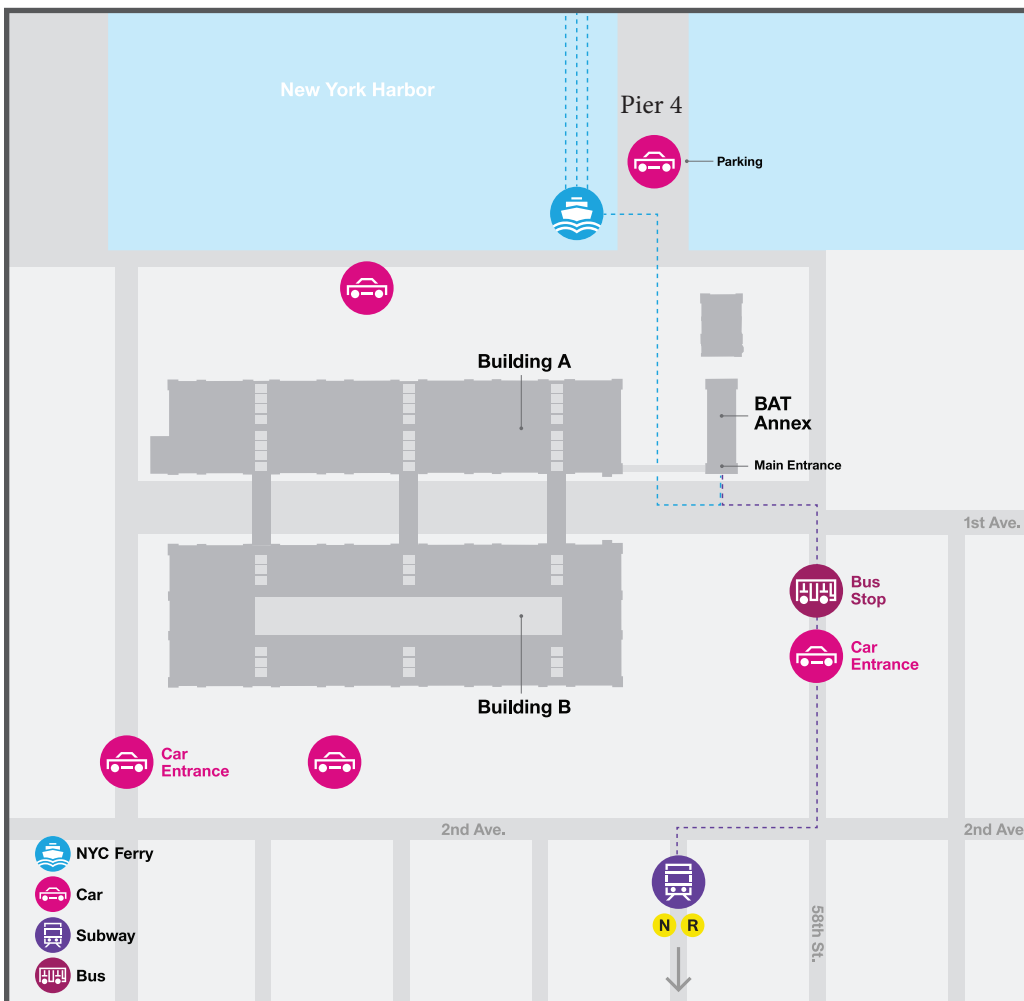 New York Harbor
Pier 4
Parking
Building A
BAT
Annex
Main Entrance
1st Ave.
Bus
Stop
Car
Entrance
Building B
Car
Entrance
2nd Ave.
2nd Ave
NYC Ferry
Car
Subway
Bus
N R
58th St.